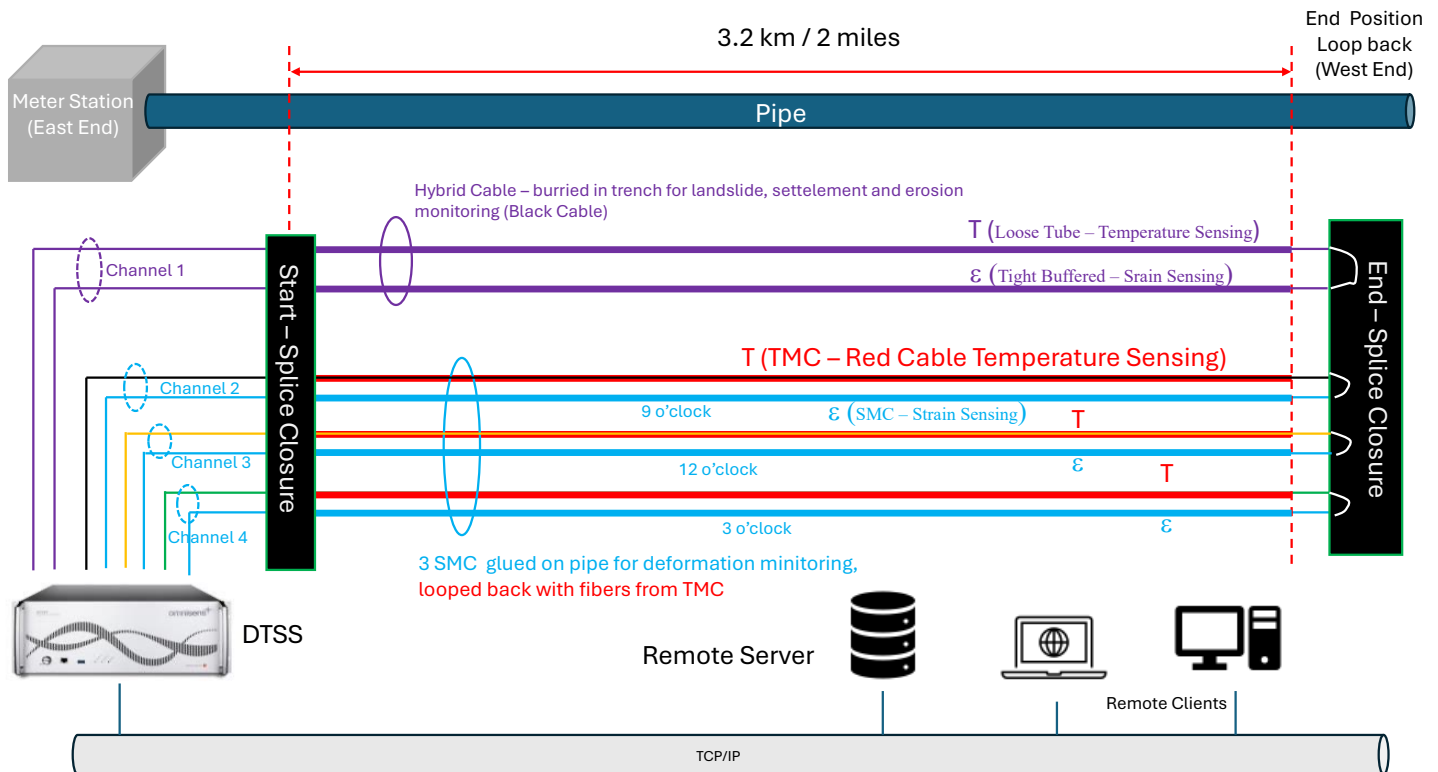 3.2 km / 2 miles
End Position
Loop back
(West End)
Meter Station
(East End)
Pipe
Hybrid Cable – burried in trench for landslide, settelement and erosion
monitoring (Black Cable)
T (Loose Tube – Temperature Sensing)
Channel 1
ε (Tight Buffered – Srain Sensing)
Start – Splice Closure
End – Splice Closure
T (TMC – Red Cable Temperature Sensing)
Channel 2
9 o'clock
ε (SMC – Strain Sensing)
T
Channel 3
12 o'clock
ε
T
Channel 4
3 o'clock
ε
3 SMC glued on pipe for deformation minitoring,
looped back with fibers from TMC
omnisens
DTSS
Remote Server
Remote Clients
TCP/IP